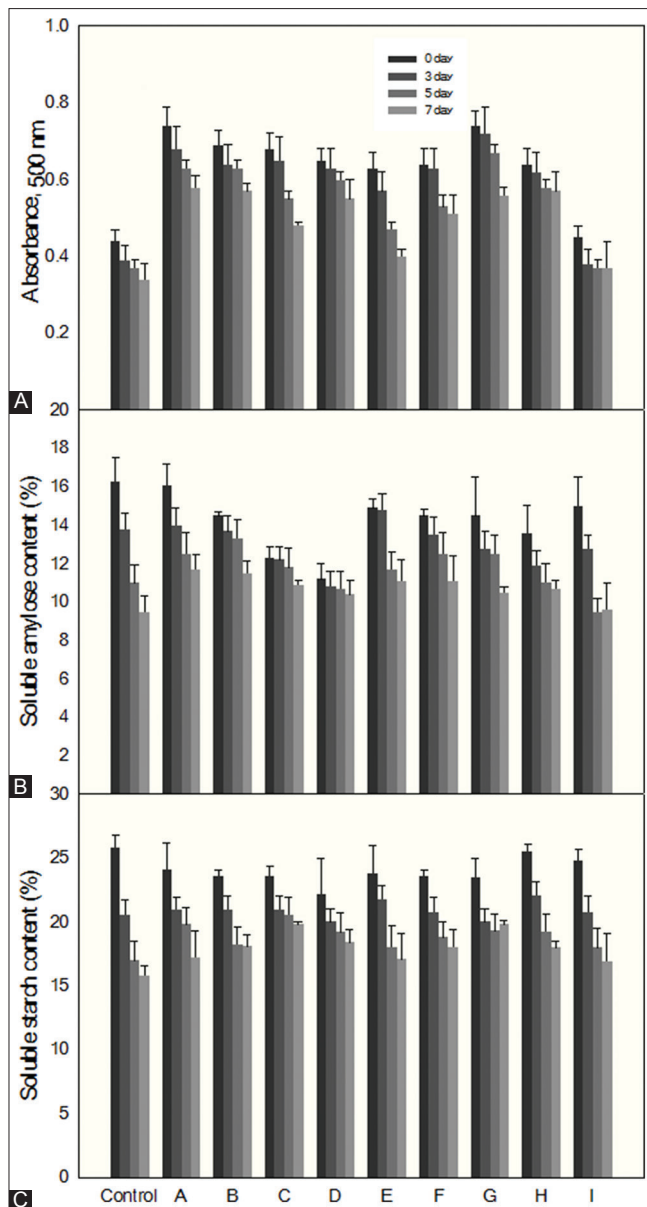 1.0
0 day
3 day
5 day
7 day
0.8
0.6
0.4
0.2
Absorbance, 500 nm
A
20
18
16
14
12
10
8
6
4
2
Soluble amylose content (%)
B
30
25
20
15
10
5
0
Soluble starch content (%)
C
Control A B C D E F G H I